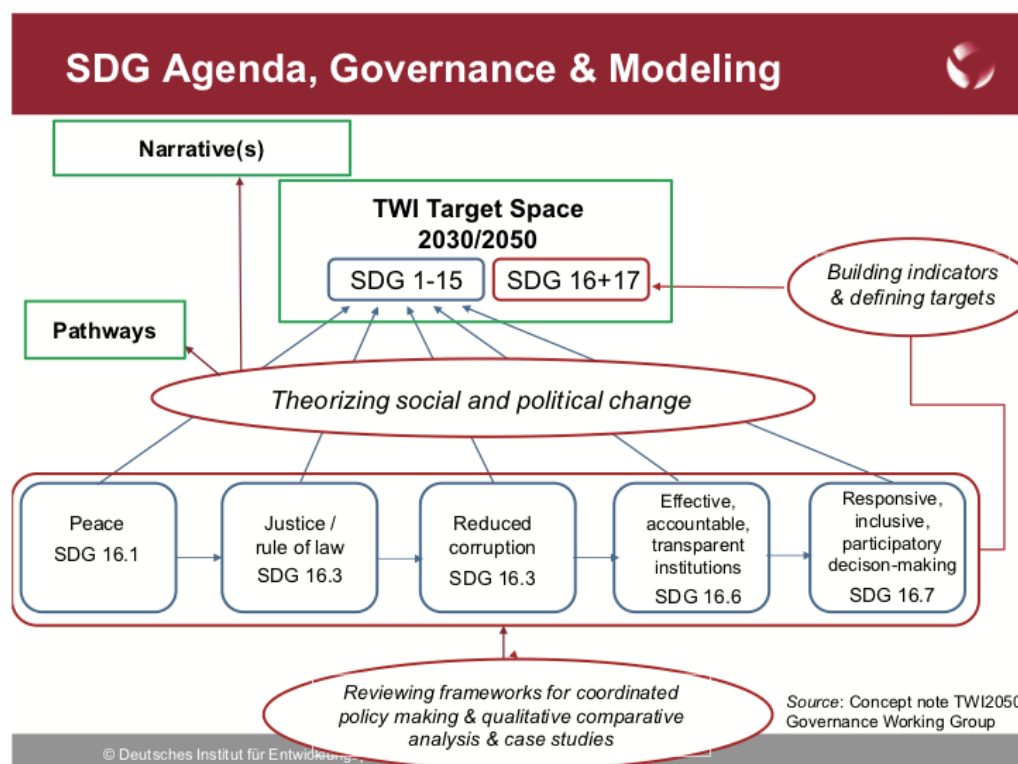 SDG Agenda, Governance & Modeling
Narrative(s)
TWI Target Space
2030/2050
SDG 1-15
SDG 16+17
Building indicators
& defining targets
Pathways
Theorizing social and political change
Peace
SDG 16.1
Justice /
rule of law
SDG 16.3
Reduced
corruption
SDG 16.3
Effective,
accountable,
transparent
institutions
SDG 16.6
Responsive,
inclusive,
participatory
decison-making
SDG 16.7
Reviewing frameworks for coordinated
policy making & qualitative comparative
analysis & case studies
Source: Concept note TWI2050
Governance Working Group
© Deutsches Institut für